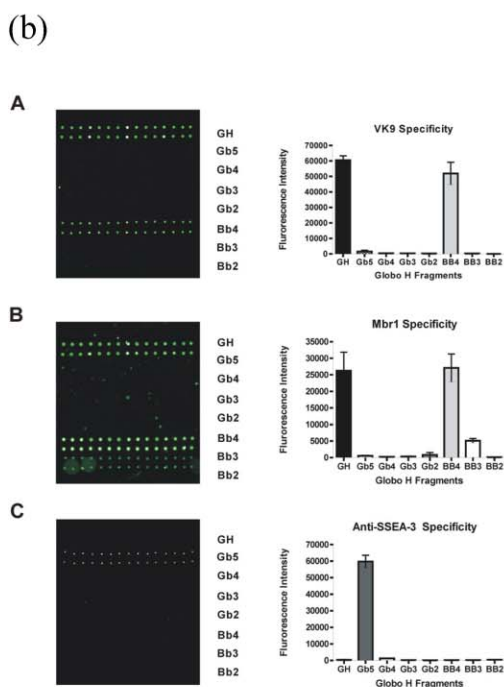 (b)
A
GH
Gb5
Gb4
Gb3
Gb2
Bb4
Bb3
Bb2
VK9 Specificity
Flurorescence Intensity
70000
60000
50000
40000
30000
20000
10000
0
GH Gb5 Gb4 Gb3 Gb2 BB4 BB3 BB2
Globo H Fragments
B
GH
Gb5
Gb4
Gb3
Gb2
Bb4
Bb3
Bb2
Mbr1 Specificity
Flurorescence Intensity
35000
30000
25000
20000
15000
10000
5000
0
GH Gb5 Gb4 Gb3 Gb2 BB4 BB3 BB2
Globo H Fragments
C
GH
Gb5
Gb4
Gb3
Gb2
Bb4
Bb3
Bb2
Anti-SSEA-3 Specificity
Flurorescence Intensity
70000
60000
50000
40000
30000
20000
10000
0
GH Gb5 Gb4 Gb3 Gb2 BB4 BB3 BB2
Globo H Fragments